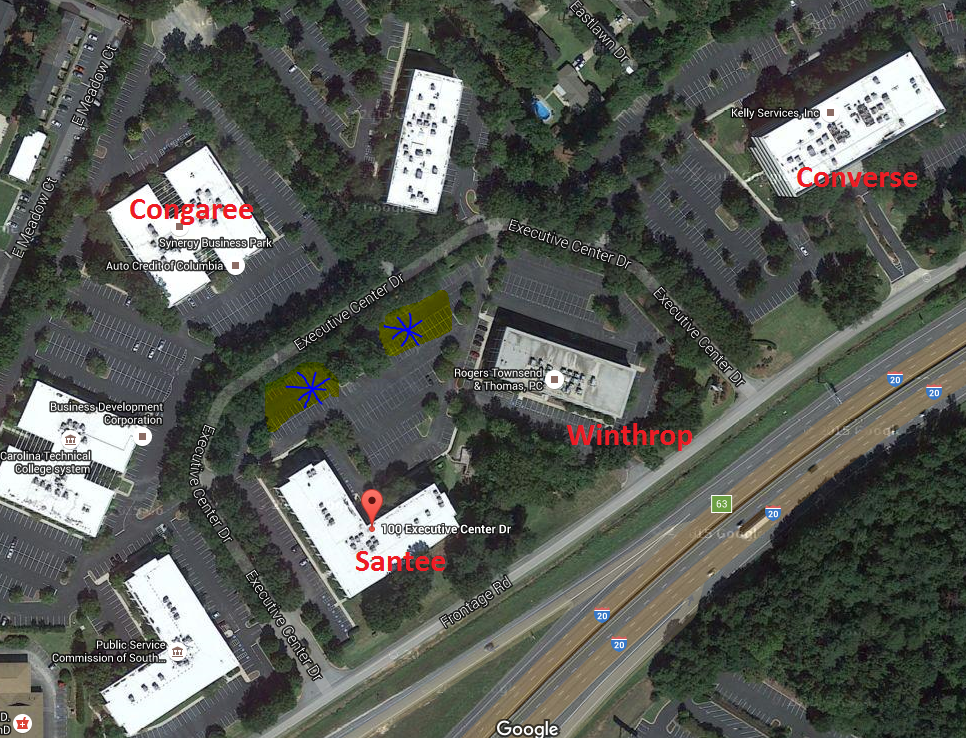 Eastlawn Dr
E Meadow Ct
Kelly Services, Inc
Converse
E Meadow Ct
Congaree
Synergy Business Park
Auto Credit of Columbia
Executive Center Dr
Executive Center Dr
Executive Center Dr
Rogers Townsend
& Thomas, PC
20
20
Business Development
Corporation
Winthrop
Carolina Technical
College system
Executive Center Dr
63
20
100 Executive Center Dr
Santee
Frontage Rd
Executive Center Dr
20
20
Public Service
Commission of South...
D.
Google